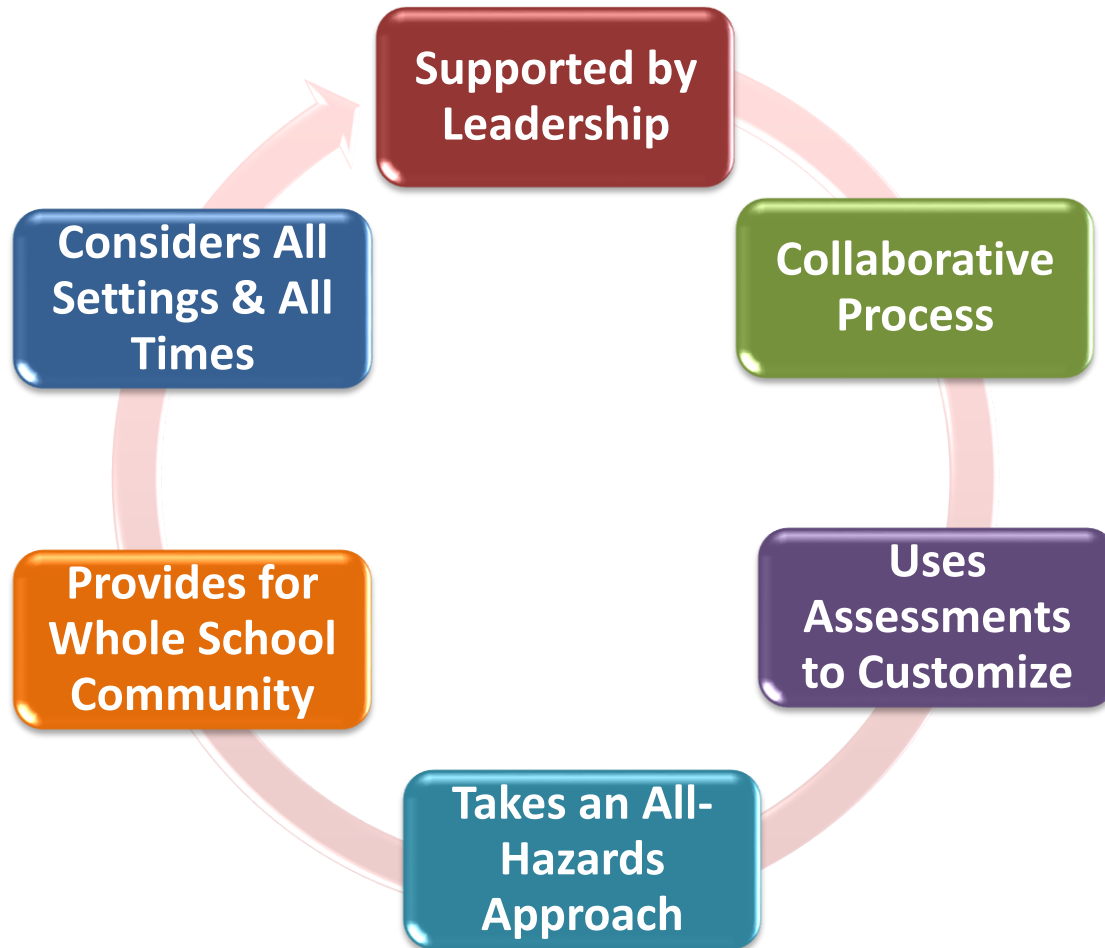 Supported by
Leadership
Collaborative
Process
Uses
Assessments
to Customize
Takes an All-
Hazards
Approach
Provides for
Whole School
Community
Considers All
Settings & All
Times